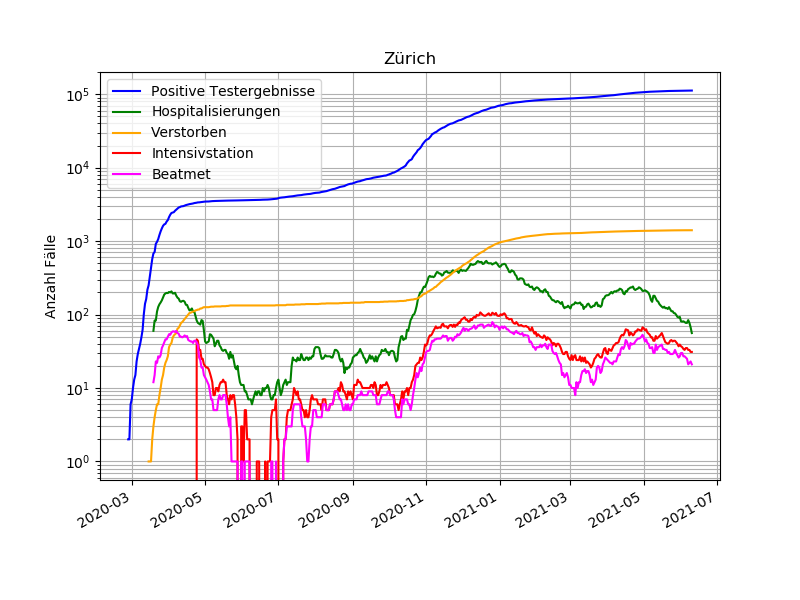 Zürich
Anzahl Fälle
10^5
10^4
10^3
10^2
10^1
10^0
Positive Testergebnisse
Hospitalisierungen
Verstorben
Intensivstation
Beatmet
2020-03
2020-05
2020-07
2020-09
2020-11
2021-01
2021-03
2021-05
2021-07